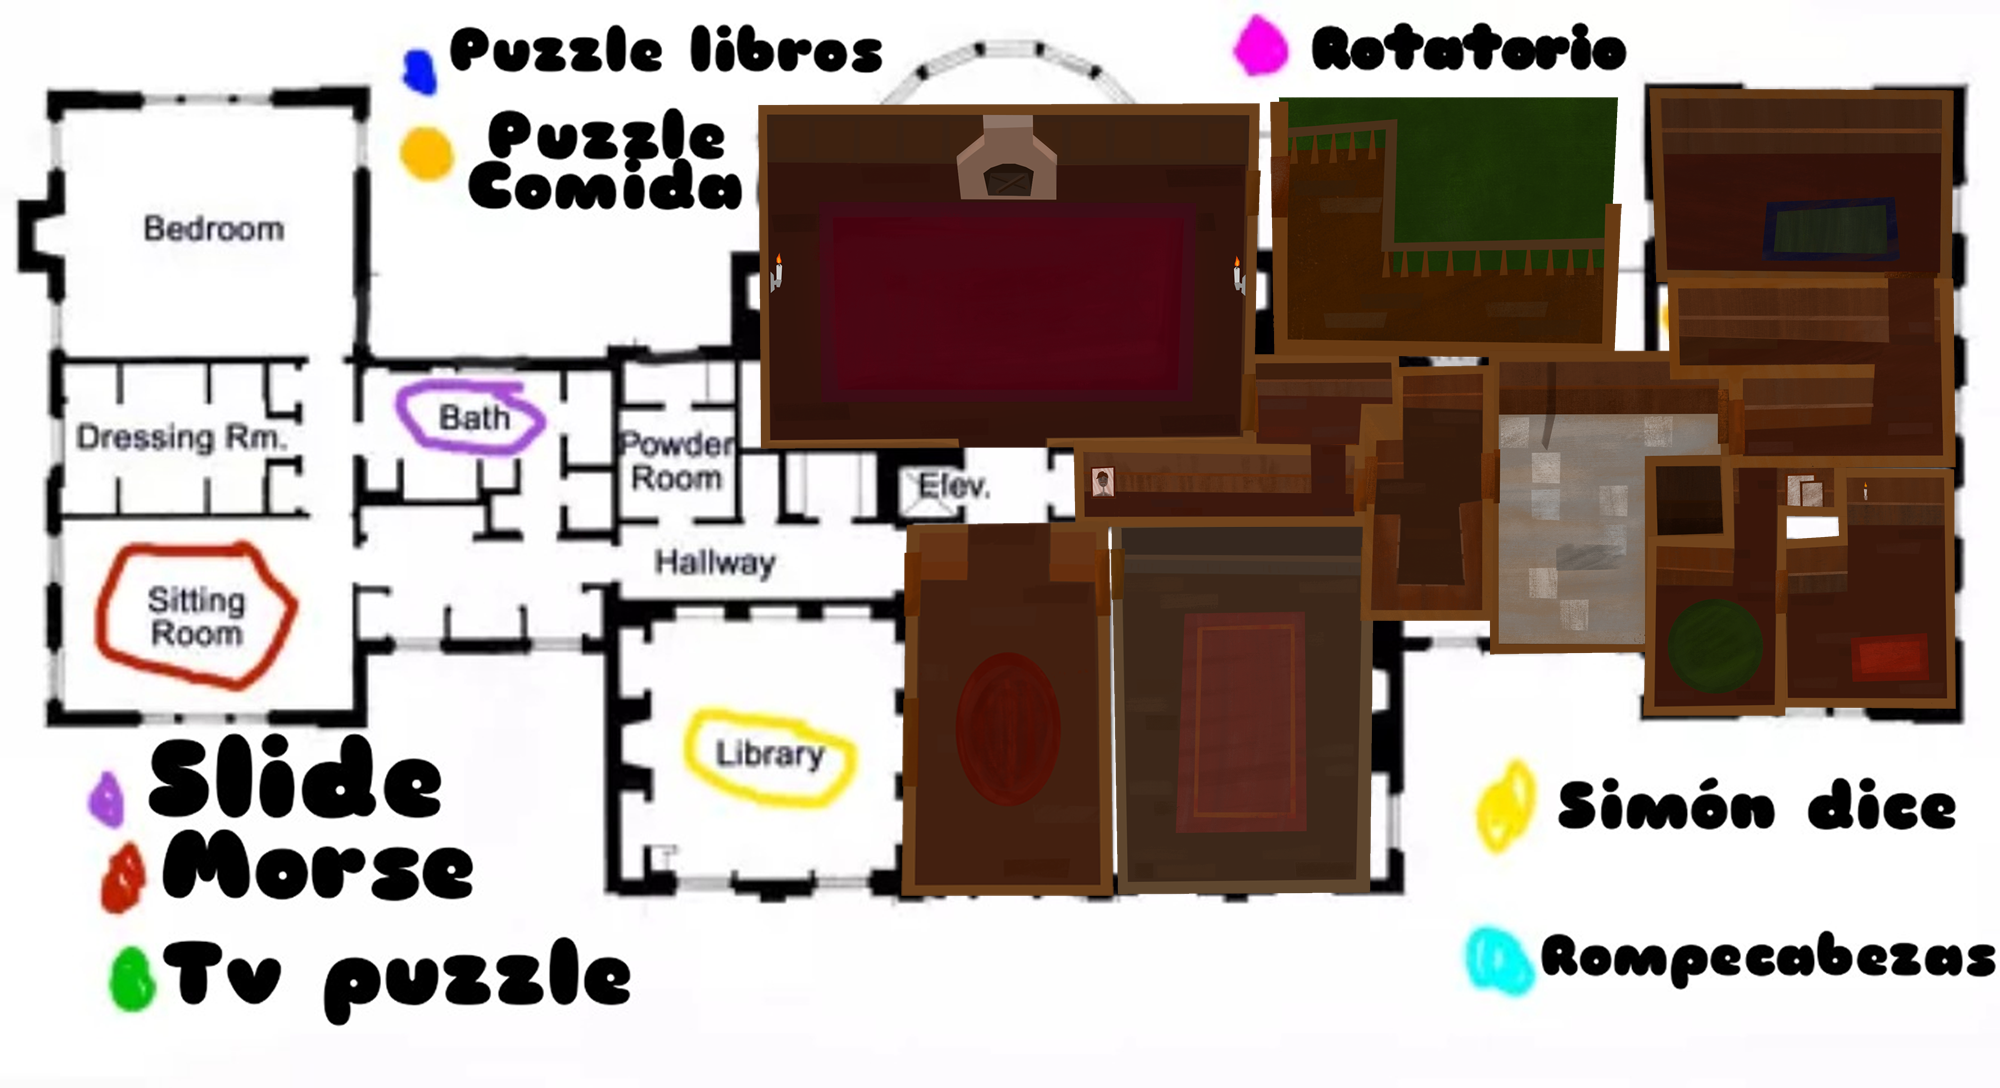 Puzzle libros
Rotatorio
Puzzle
Comida
Bedroom
Bath
Dressing Rm.
Powder
Room
Elev.
Hallway
Sitting
Room
Library
Slide
Morse
Tv puzzle
Simón dice
Rompecabezas